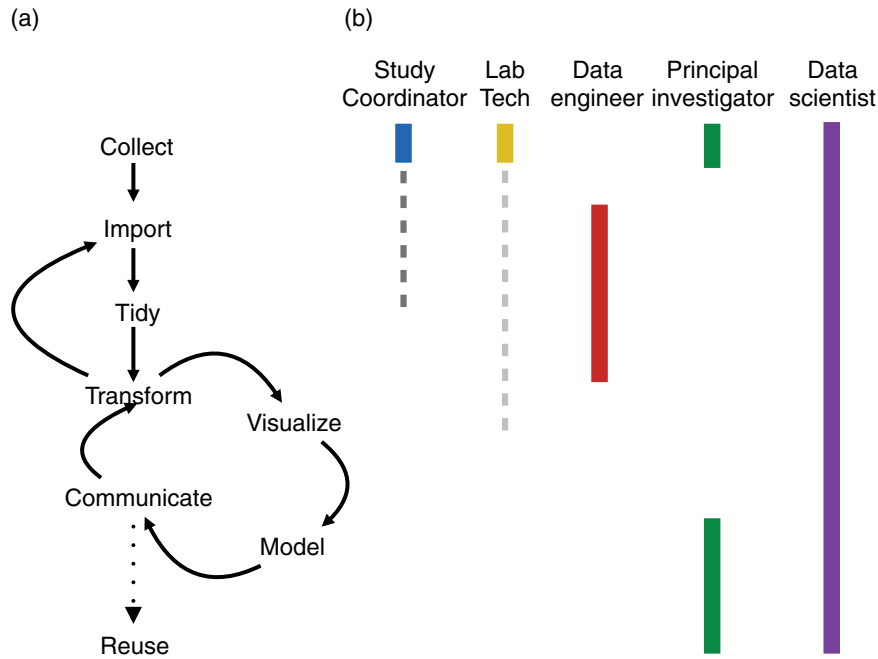 (a)
Collect
Import
Tidy
Transform
Visualize
Communicate
Model
Reuse
(b)
Study
Coordinator
Lab
Tech
Data
engineer
Principal
investigator
Data
scientist